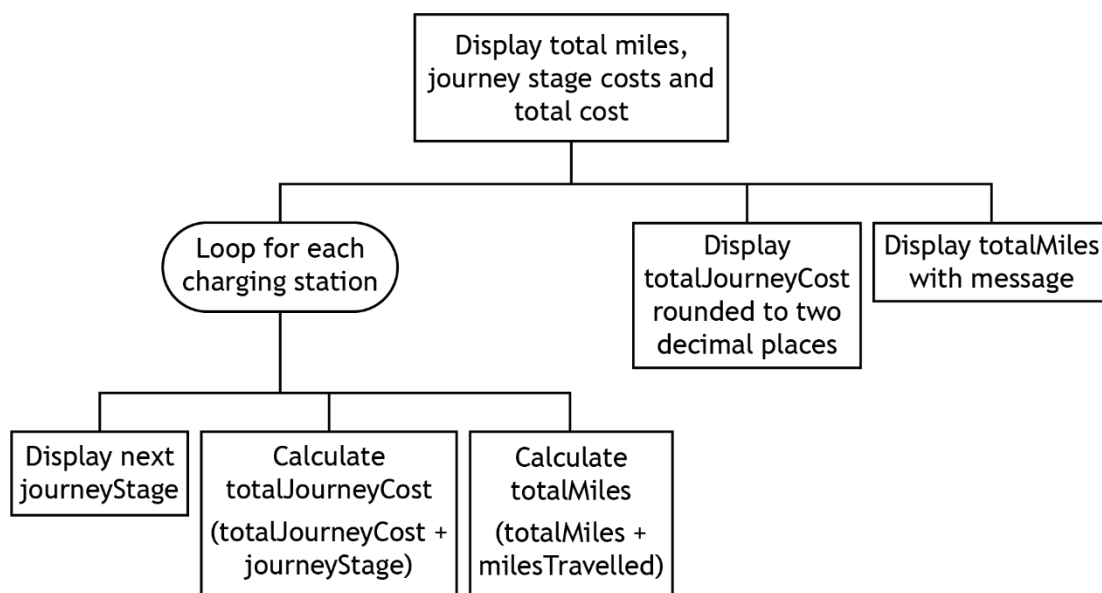 Display total miles,
journey stage costs and
total cost
Loop for each
charging station
Display
totalJourneyCost
rounded to two
decimal places
Display totalMiles
with message
Display next
journeyStage
Calculate
totalJourneyCost
(totalJourneyCost +
journeyStage)
Calculate
totalMiles
(totalMiles +
milesTravelled)